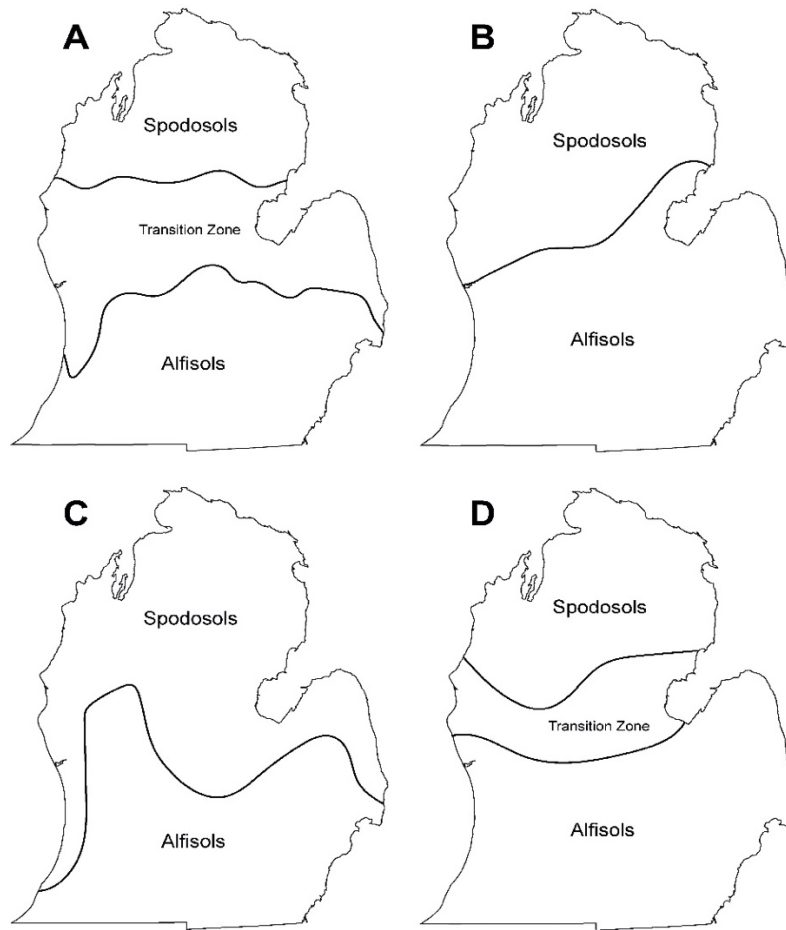 A
Spodosols
Transition Zone
Alfisols
B
Spodosols
Alfisols
C
Spodosols
Alfisols
D
Spodosols
Transition Zone
Alfisols